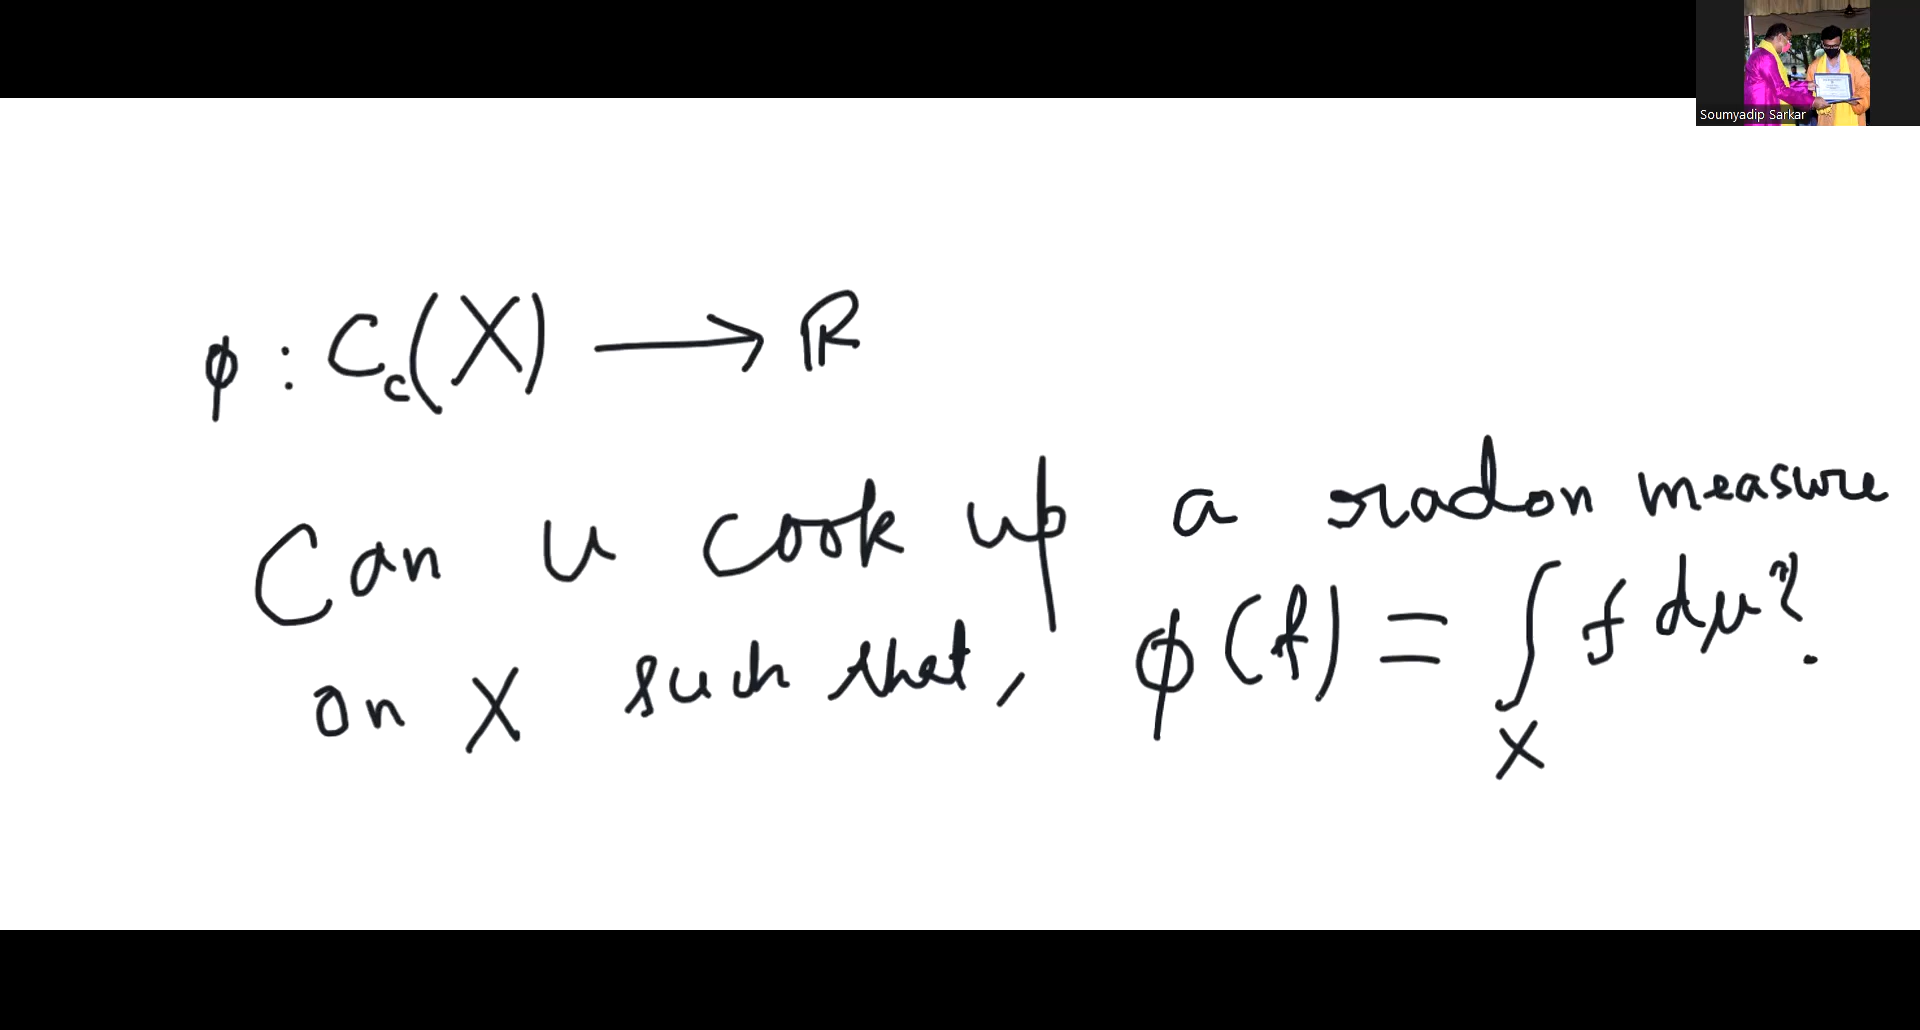 Soumyadip Sarkar
φ : C_c(X) ⟶ ℝ
Can u cook up a radon measure
on X such that, φ(f) = ∫_X f dμ ?